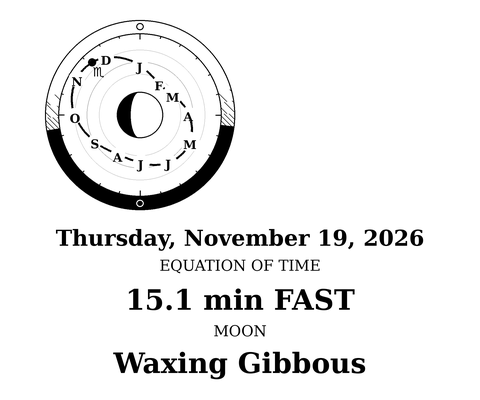 J
F
M
A
M
J
J
A
S
O
N
D
♏
Thursday, November 19, 2026
EQUATION OF TIME
15.1 min FAST
MOON
Waxing Gibbous